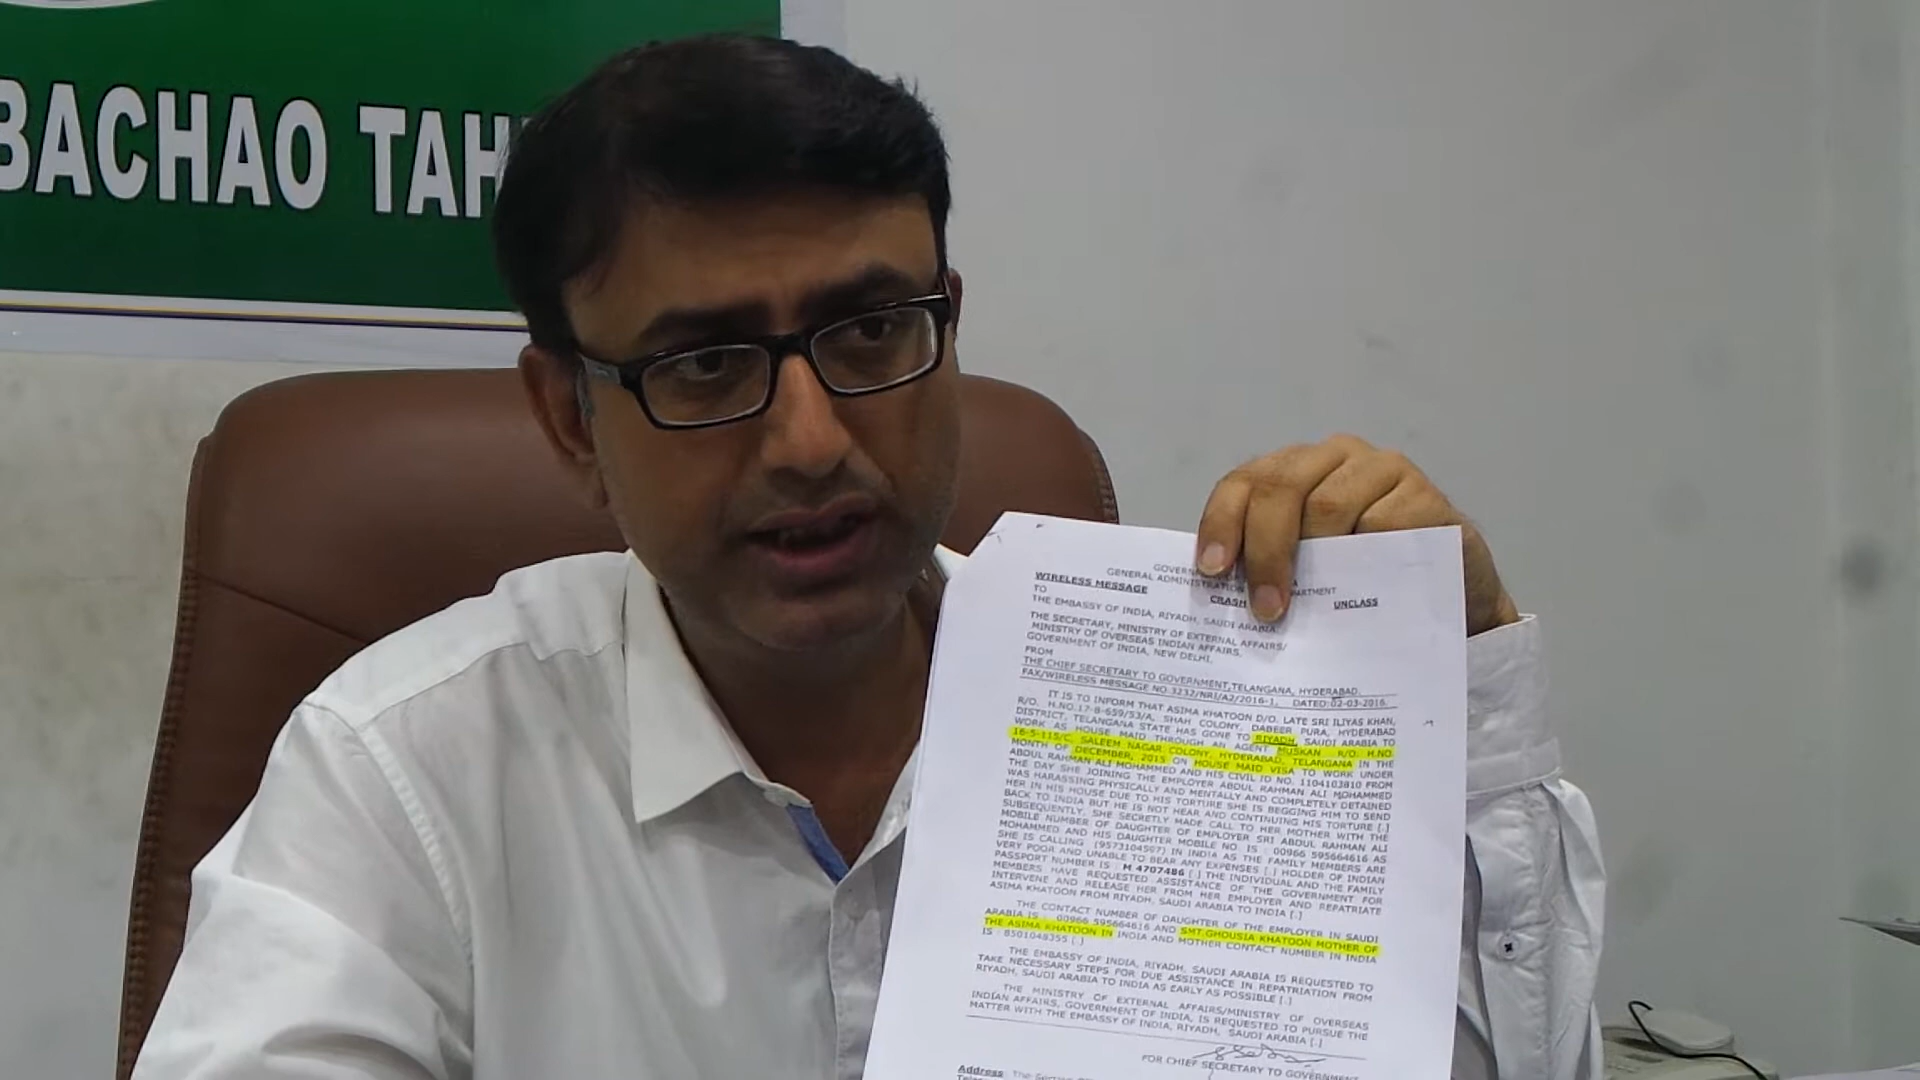 BACHAO TAH
GENERAL ADMINISTRATION
WIRELESS MESSAGE CRASH UNCLASS
TO
THE EMBASSY OF INDIA, RIYADH, SAUDI ARABIA.
THE SECRETARY, MINISTRY OF EXTERNAL AFFAIRS/
MINISTRY OF OVERSEAS INDIAN AFFAIRS,
GOVERNMENT OF INDIA, NEW DELHI.
FROM
THE CHIEF SECRETARY TO GOVERNMENT,TELANGANA, HYDERABAD.
FAX/WIRELESS MESSAGE NO.3232/NRI/A2/2016-1, DATED:02-03-2016.
IT IS TO INFORM THAT ASIMA KHATOON D/O. LATE SRI ILIYAS KHAN,
R/O. H.NO.17-8-659/53/A, SHAH COLONY, DABEER PURA, HYDERABAD
DISTRICT, TELANGANA STATE HAS GONE TO RIYADH, SAUDI ARABIA TO
WORK AS HOUSE MAID THROUGH AN AGENT MUSKAN R/O. H.NO.
16-5-115/C, SALEEM NAGAR COLONY, HYDERABAD, TELANGANA IN THE
MONTH OF DECEMBER, 2015 ON HOUSE MAID VISA TO WORK UNDER
ABDUL RAHMAN ALI MOHAMMED AND HIS CIVIL ID NO. 1104103810 FROM
THE DAY SHE JOINING THE EMPLOYER ABDUL RAHMAN ALI MOHAMMED
WAS HARASSING PHYSICALLY AND MENTALLY AND COMPLETELY DETAINED
HER IN HIS HOUSE DUE TO HIS TORTURE SHE IS BEGGING HIM TO SEND
BACK TO INDIA BUT HE IS NOT HEAR AND CONTINUING HIS TORTURE [.]
SUBSEQUENTLY, SHE SECRETLY MADE CALL TO HER MOTHER WITH THE
MOBILE NUMBER OF DAUGHTER OF EMPLOYER SRI ABDUL RAHMAN ALI
MOHAMMED AND HIS DAUGHTER MOBILE NO. IS : 00966 595664616 AS
SHE IS CALLING (9573104587) IN INDIA AS THE FAMILY MEMBERS ARE
VERY POOR AND UNABLE TO BEAR ANY EXPENSES [.] HOLDER OF INDIAN
PASSPORT NUMBER IS : M 4707486 [.] THE INDIVIDUAL AND THE FAMILY
MEMBERS HAVE REQUESTED ASSISTANCE OF THE GOVERNMENT FOR
INTERVENE AND RELEASE HER FROM HER EMPLOYER AND REPATRIATE
ASIMA KHATOON FROM RIYADH, SAUDI ARABIA TO INDIA [.]
THE CONTACT NUMBER OF DAUGHTER OF THE EMPLOYER IN SAUDI
ARABIA IS : 00966 595664616 AND SMT.GHOUSIA KHATOON MOTHER OF
THE ASIMA KHATOON IN INDIA AND MOTHER CONTACT NUMBER IN INDIA
IS : 8501048355 [.]
THE EMBASSY OF INDIA, RIYADH, SAUDI ARABIA IS REQUESTED TO
TAKE NECESSARY STEPS FOR DUE ASSISTANCE IN REPATRIATION FROM
RIYADH, SAUDI ARABIA TO INDIA AS EARLY AS POSSIBLE [.]
THE MINISTRY OF EXTERNAL AFFAIRS/MINISTRY OF OVERSEAS
INDIAN AFFAIRS, GOVERNMENT OF INDIA, IS REQUESTED TO PURSUE THE
MATTER WITH THE EMBASSY OF INDIA, RIYADH, SAUDI ARABIA [.]
FOR CHIEF SECRETARY TO GOVERNMENT
Address: The